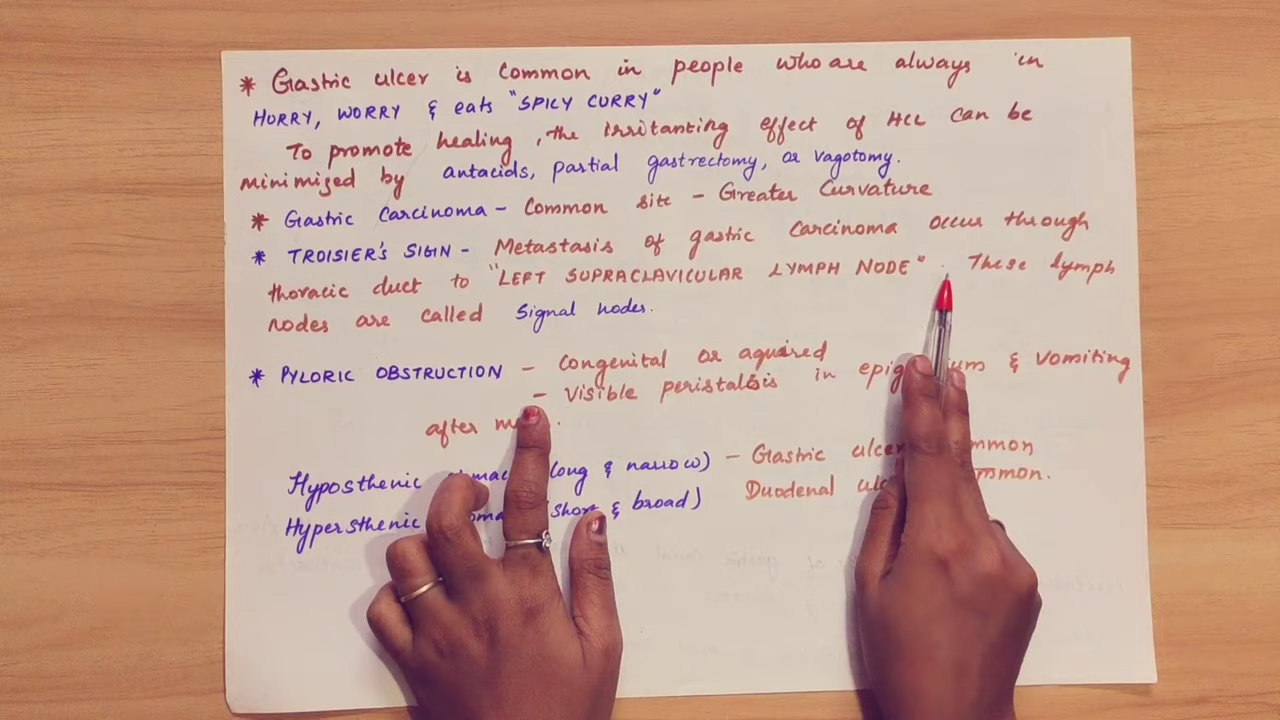 * Gastric ulcer is common in people who are always in
HURRY, WORRY & eats "SPICY CURRY"
To promote healing, the irritanting effect of HCL can be
minimized by antacids, partial gastrectomy, or vagotomy.
* Gastric Carcinoma - Common site - Greater Curvature
* TROISIER'S SIGN - Metastasis of gastric carcinoma occur through
thoracic duct to "LEFT SUPRACLAVICULAR LYMPH NODE". These lymph
nodes are called Signal nodes.
* PYLORIC OBSTRUCTION - Congenital or aquired
- Visible peristalsis in & vomiting
after
Hyposthenic (long & narrow) - Gastric ulcer common
Hypersthenic (short & broad) Duodenal common.